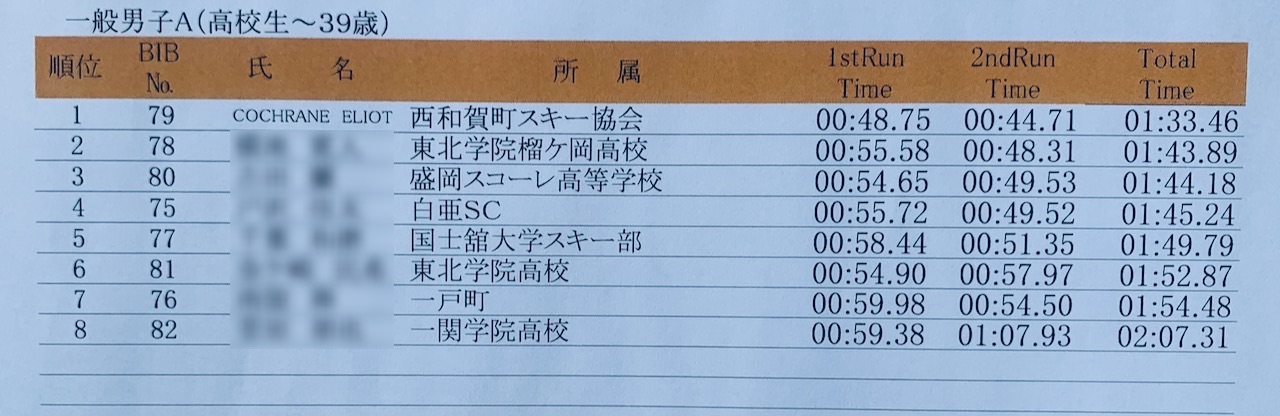 一般男子A(高校生～39歳)
順位 BIB No. 氏 名 所 属 1stRun Time 2ndRun Time Total Time
1 79 COCHRANE ELIOT 西和賀町スキー協会 00:48.75 00:44.71 01:33.46
2 78 東北学院榴ケ岡高校 00:55.58 00:48.31 01:43.89
3 80 盛岡スコーレ高等学校 00:54.65 00:49.53 01:44.18
4 75 白亜SC 00:55.72 00:49.52 01:45.24
5 77 国士舘大学スキー部 00:58.44 00:51.35 01:49.79
6 81 東北学院高校 00:54.90 00:57.97 01:52.87
7 76 一戸町 00:59.98 00:54.50 01:54.48
8 82 一関学院高校 00:59.38 01:07.93 02:07.31